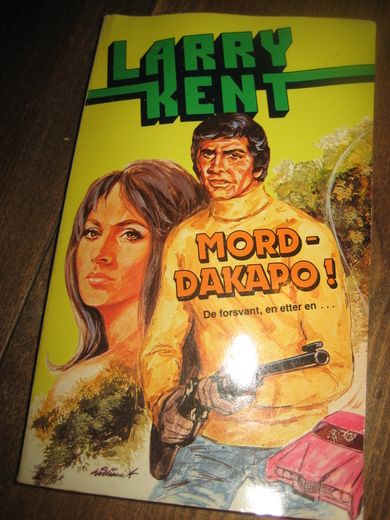 LARRY
KENT
MORD-
DAKAPO!
De forsvant, en etter en ...